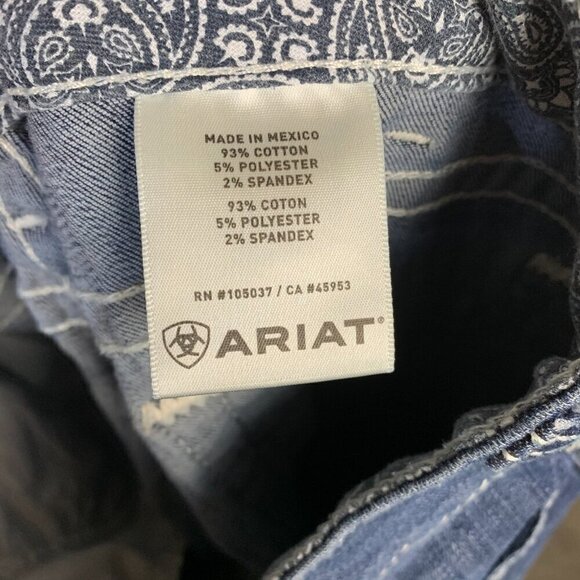 MADE IN MEXICO
93% COTTON
5% POLYESTER
2% SPANDEX
93% COTON
5% POLYESTER
2% SPANDEX
RN #105037 / CA #45953
ARIAT®